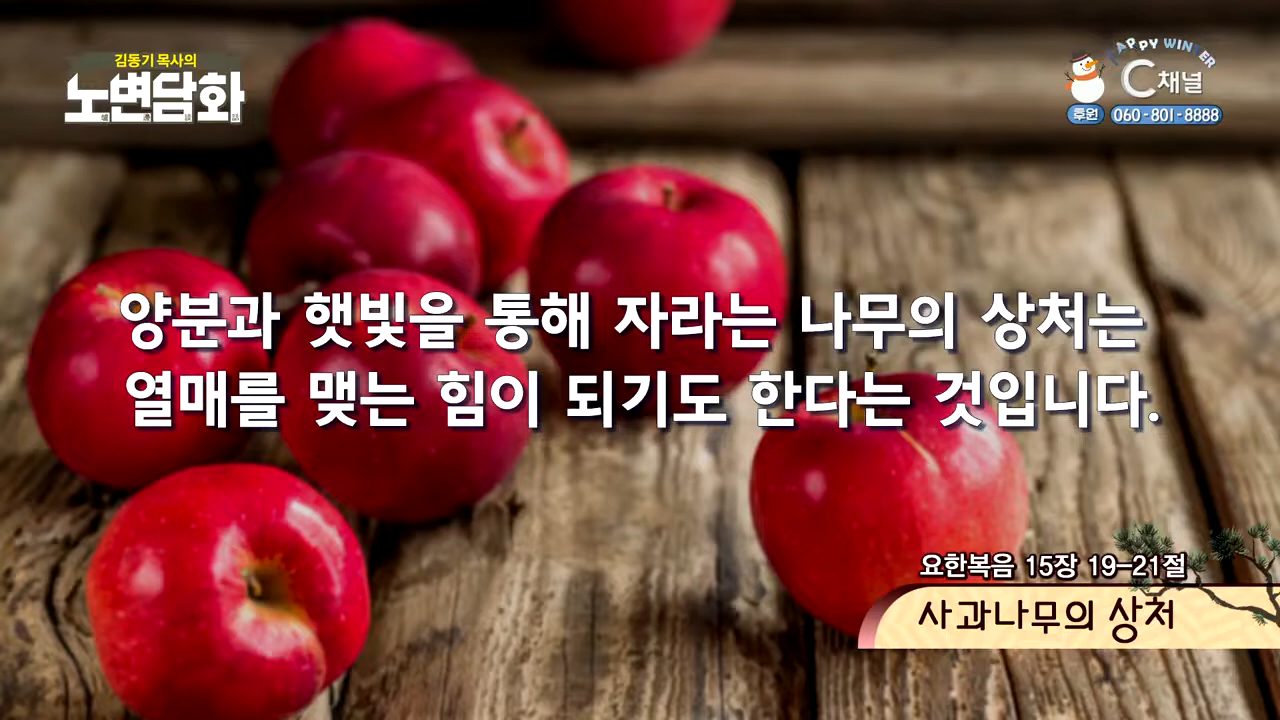 김동기 목사의
노변담화
HAPPY WINTER
C채널
후원 060-801-8888
양분과 햇빛을 통해 자라는 나무의 상처는
열매를 맺는 힘이 되기도 한다는 것입니다.
요한복음 15장 19-21절
사과나무의 상처